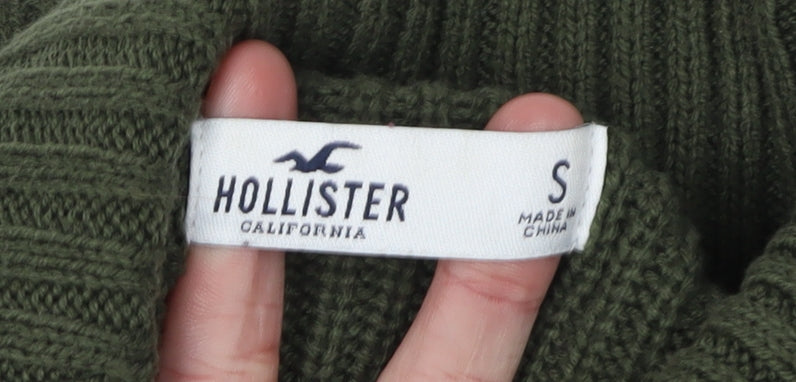 HOLLISTER
CALIFORNIA
S
MADE IN
CHINA